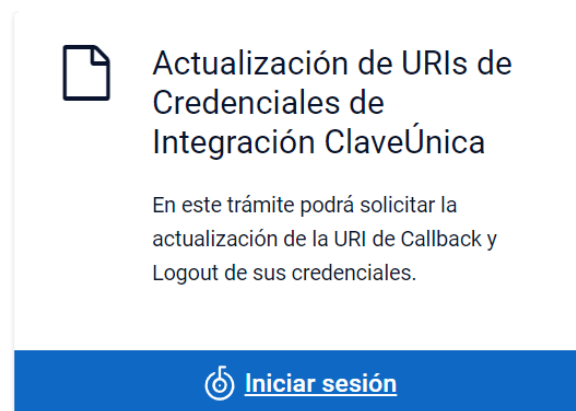 Actualización de URIs de
Credenciales de
Integración ClaveÚnica
En este trámite podrá solicitar la
actualización de la URI de Callback y
Logout de sus credenciales.
Iniciar sesión